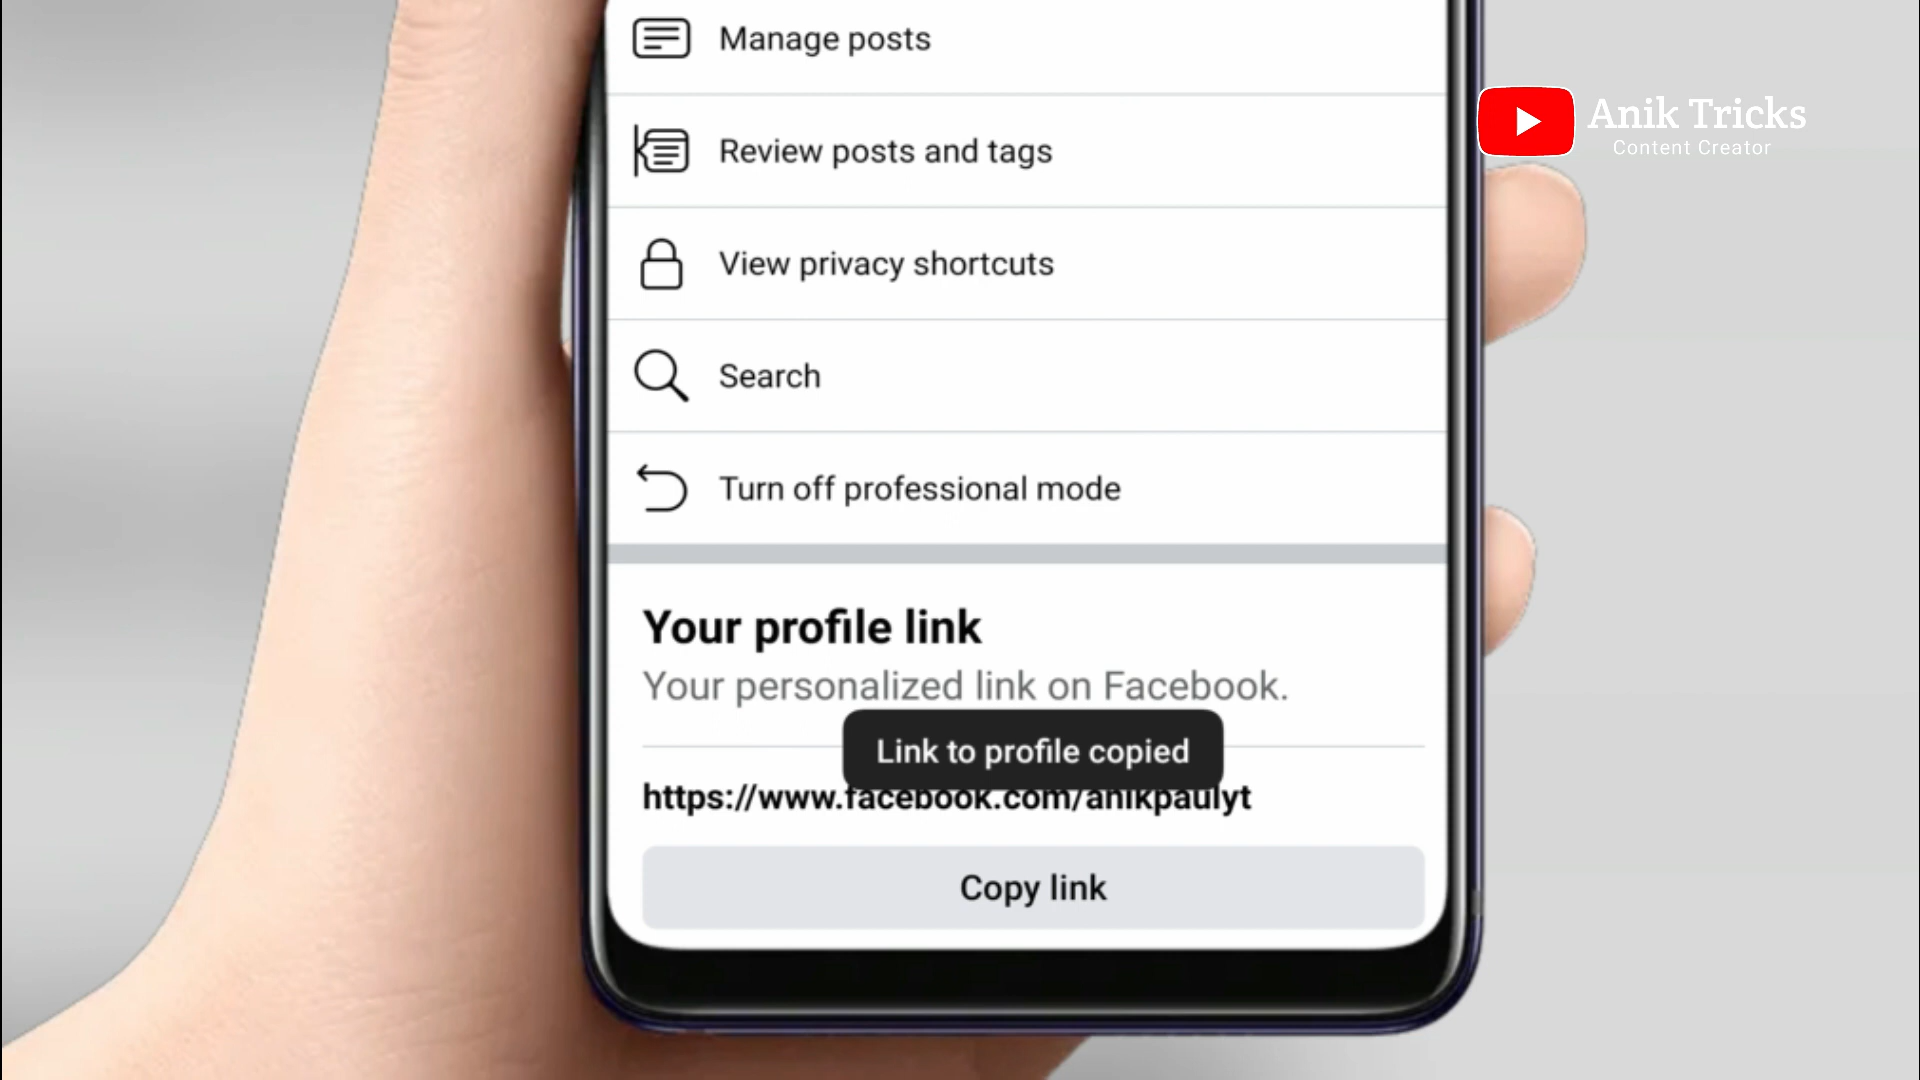 Manage posts
Anik Tricks
Content Creator
Review posts and tags
View privacy shortcuts
Search
Turn off professional mode
Your profile link
Your personalized link on Facebook.
Link to profile copied
https://www.facebook.com/anikpaulyt
Copy link